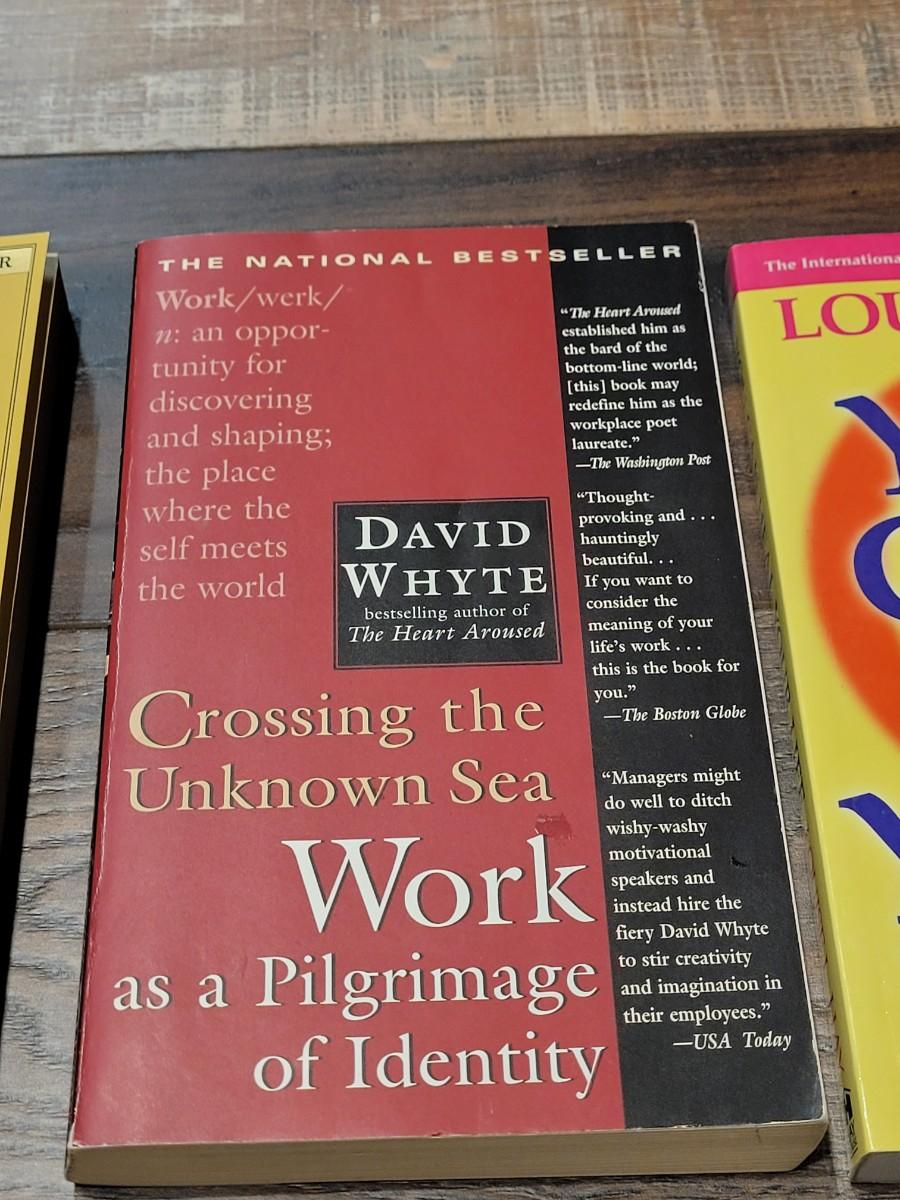 R
THE NATIONAL BESTSELLER
Work/werk/
n: an oppor-
tunity for
discovering
and shaping;
the place
where the
self meets
the world
DAVID
WHYTE
bestselling author of
The Heart Aroused
Crossing the
Unknown Sea
Work
as a Pilgrimage
of Identity
“The Heart Aroused
established him as
the bard of the
bottom-line world;
[this] book may
redefine him as the
workplace poet
laureate.”
—The Washington Post
“Thought-
provoking and . . .
hauntingly
beautiful. . .
If you want to
consider the
meaning of your
life’s work . . .
this is the book for
you.”
—The Boston Globe
“Managers might
do well to ditch
wishy-washy
motivational
speakers and
instead hire the
fiery David Whyte
to stir creativity
and imagination in
their employees.”
—USA Today
The Internationa
LOU